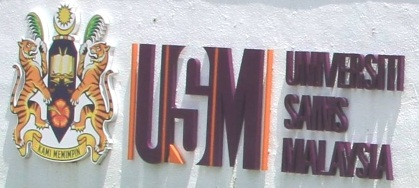 KAMI MEMIMPIN
USM
UNIVERSITI
SAINS
MALAYSIA